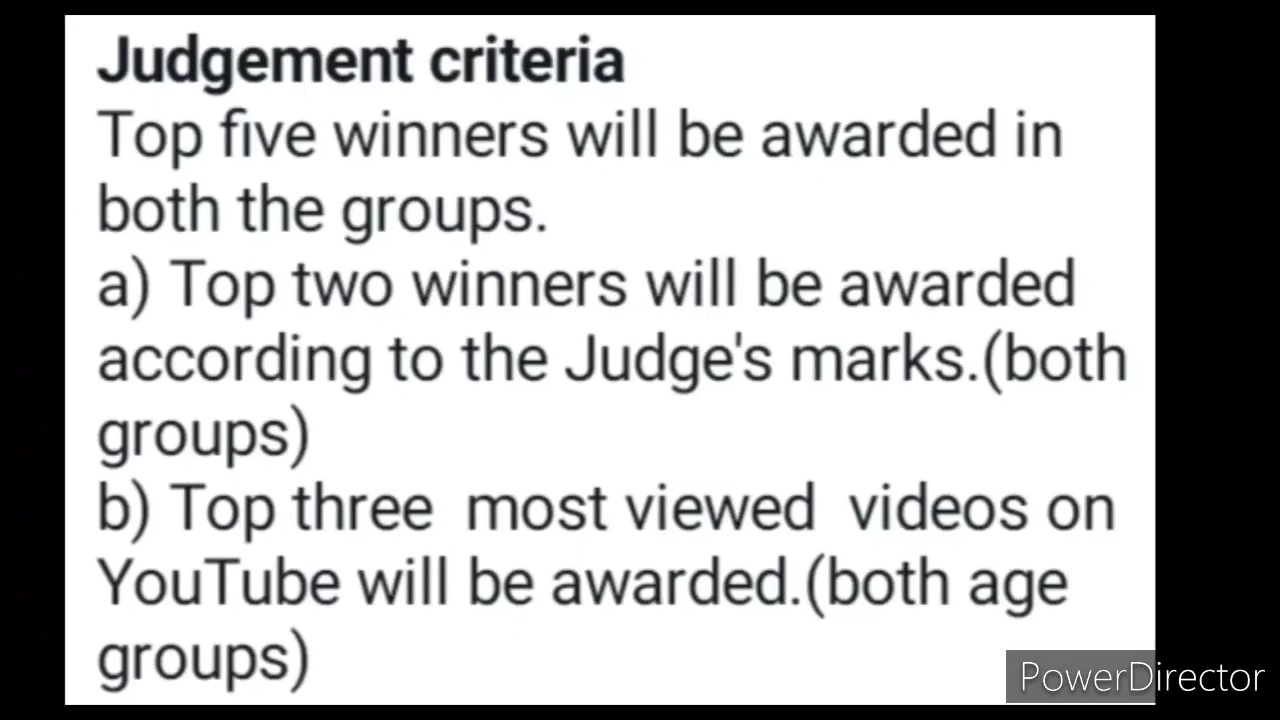 Judgement criteria
Top five winners will be awarded in
both the groups.
a) Top two winners will be awarded
according to the Judge's marks.(both
groups)
b) Top three  most viewed  videos on
YouTube will be awarded.(both age
groups)
PowerDirector